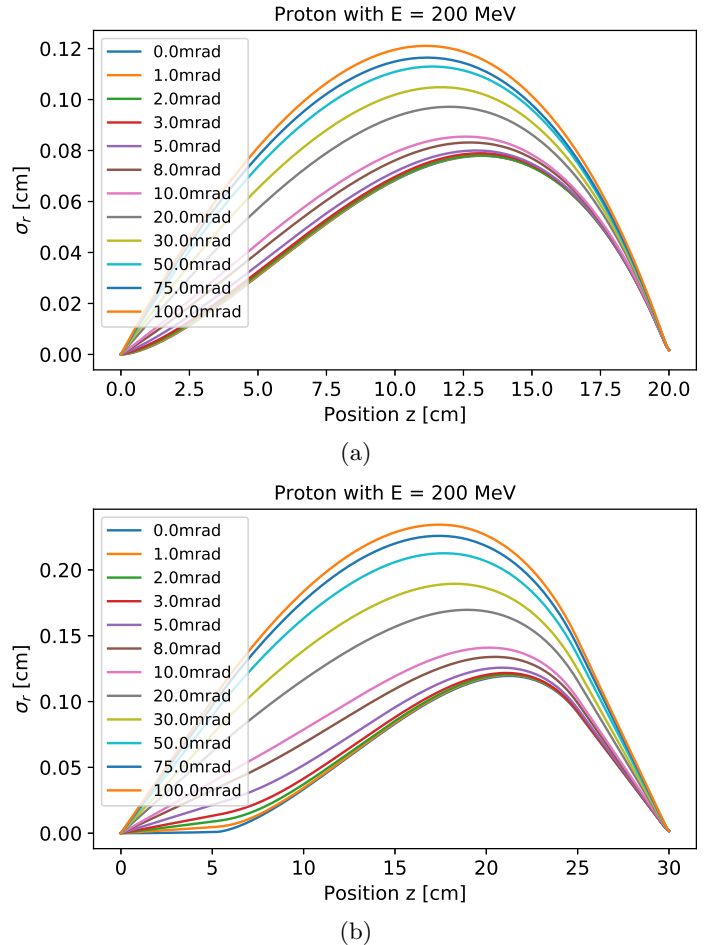 Proton with E = 200 MeV
0.12
0.10
0.08
0.06
0.04
0.02
0.00
σr [cm]
0.0mrad
1.0mrad
2.0mrad
3.0mrad
5.0mrad
8.0mrad
10.0mrad
20.0mrad
30.0mrad
50.0mrad
75.0mrad
100.0mrad
0.0 2.5 5.0 7.5 10.0 12.5 15.0 17.5 20.0
Position z [cm]
(a)
Proton with E = 200 MeV
0.20
0.15
0.10
0.05
0.00
σr [cm]
0.0mrad
1.0mrad
2.0mrad
3.0mrad
5.0mrad
8.0mrad
10.0mrad
20.0mrad
30.0mrad
50.0mrad
75.0mrad
100.0mrad
0 5 10 15 20 25 30
Position z [cm]
(b)